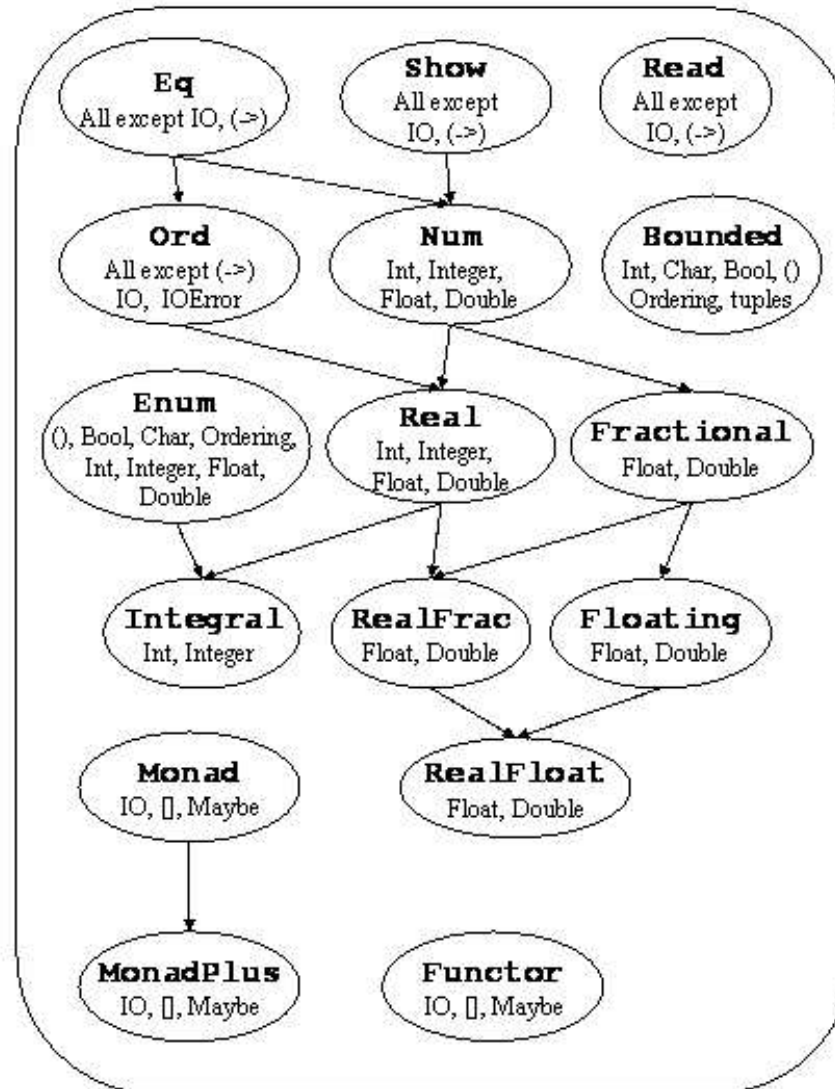 Eq
All except IO, (->)
Show
All except
IO, (->)
Read
All except
IO, (->)
Ord
All except (->)
IO, IOError
Num
Int, Integer,
Float, Double
Bounded
Int, Char, Bool, ()
Ordering, tuples
Enum
(), Bool, Char, Ordering,
Int, Integer, Float,
Double
Real
Int, Integer,
Float, Double
Fractional
Float, Double
Integral
Int, Integer
RealFrac
Float, Double
Floating
Float, Double
Monad
IO, [], Maybe
RealFloat
Float, Double
MonadPlus
IO, [], Maybe
Functor
IO, [], Maybe